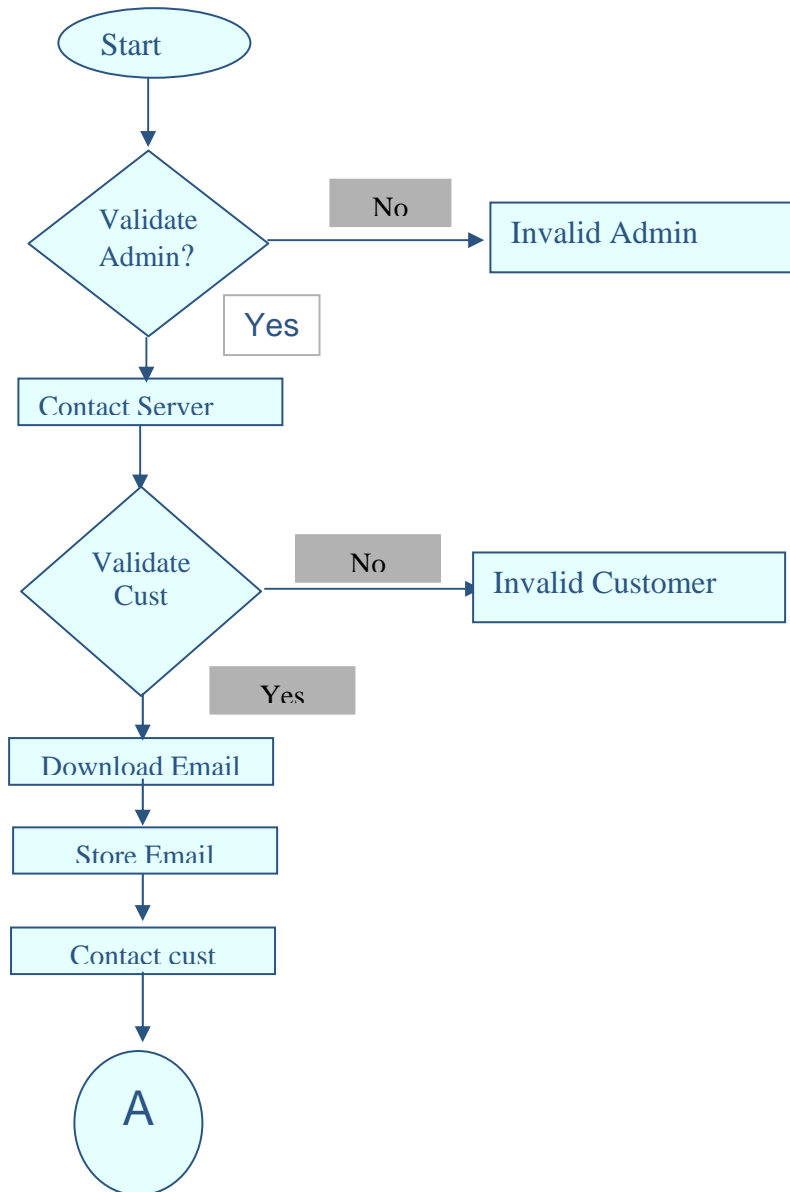 Start
Validate
Admin?
No
Invalid Admin
Yes
Contact Server
Validate
Cust
No
Invalid Customer
Yes
Download Email
Store Email
Contact cust
A